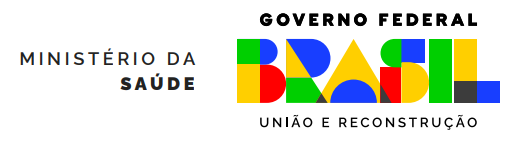 MINISTÉRIO DA
SAÚDE
GOVERNO FEDERAL
BRASIL
UNIÃO E RECONSTRUÇÃO